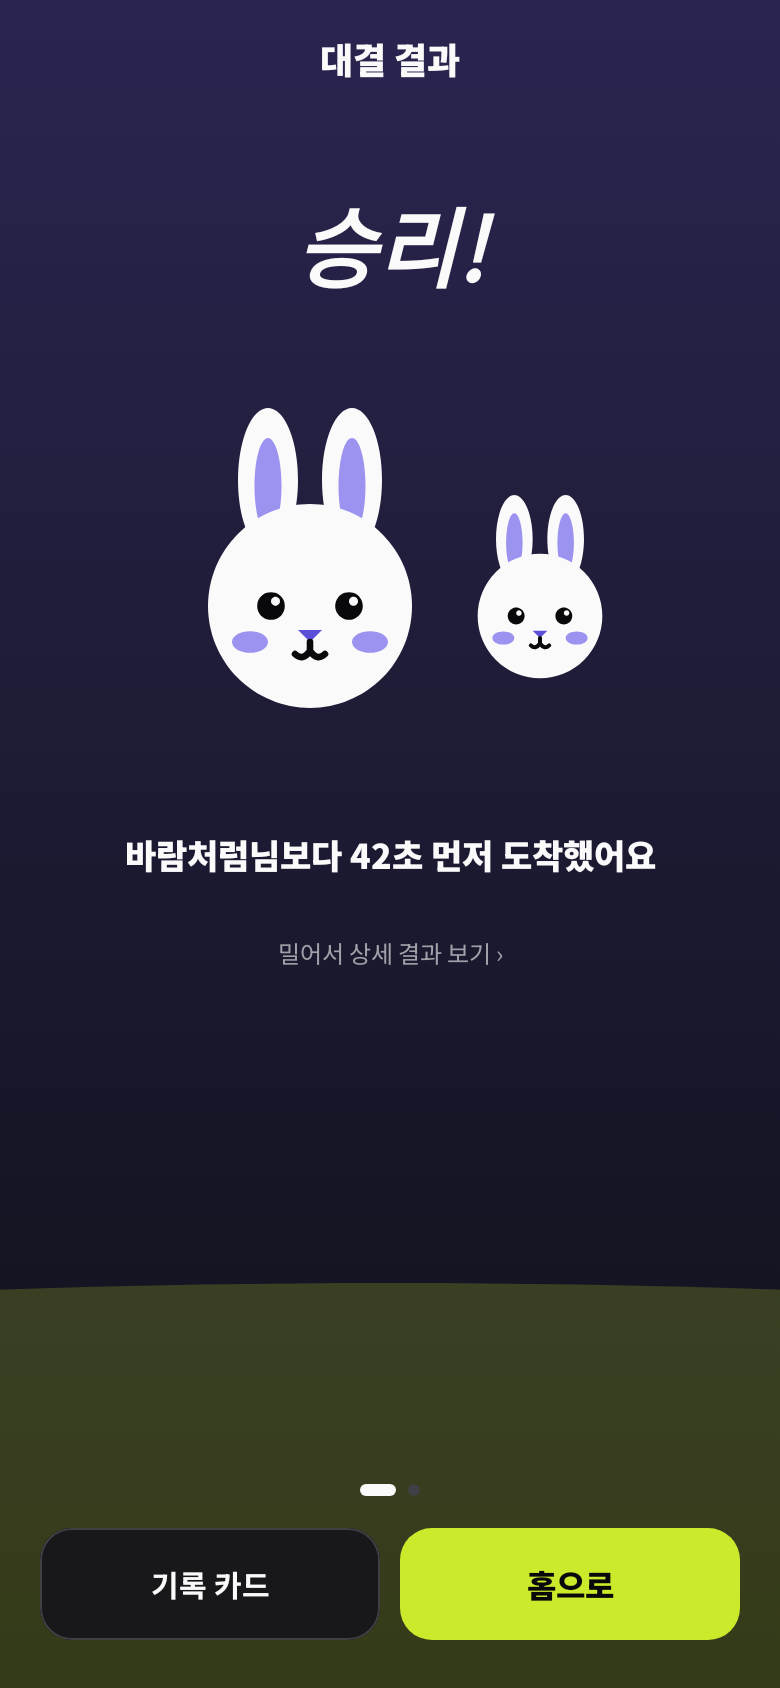 대결 결과
승리!
바람처럼님보다 42초 먼저 도착했어요
밀어서 상세 결과 보기 ›
기록 카드
홈으로